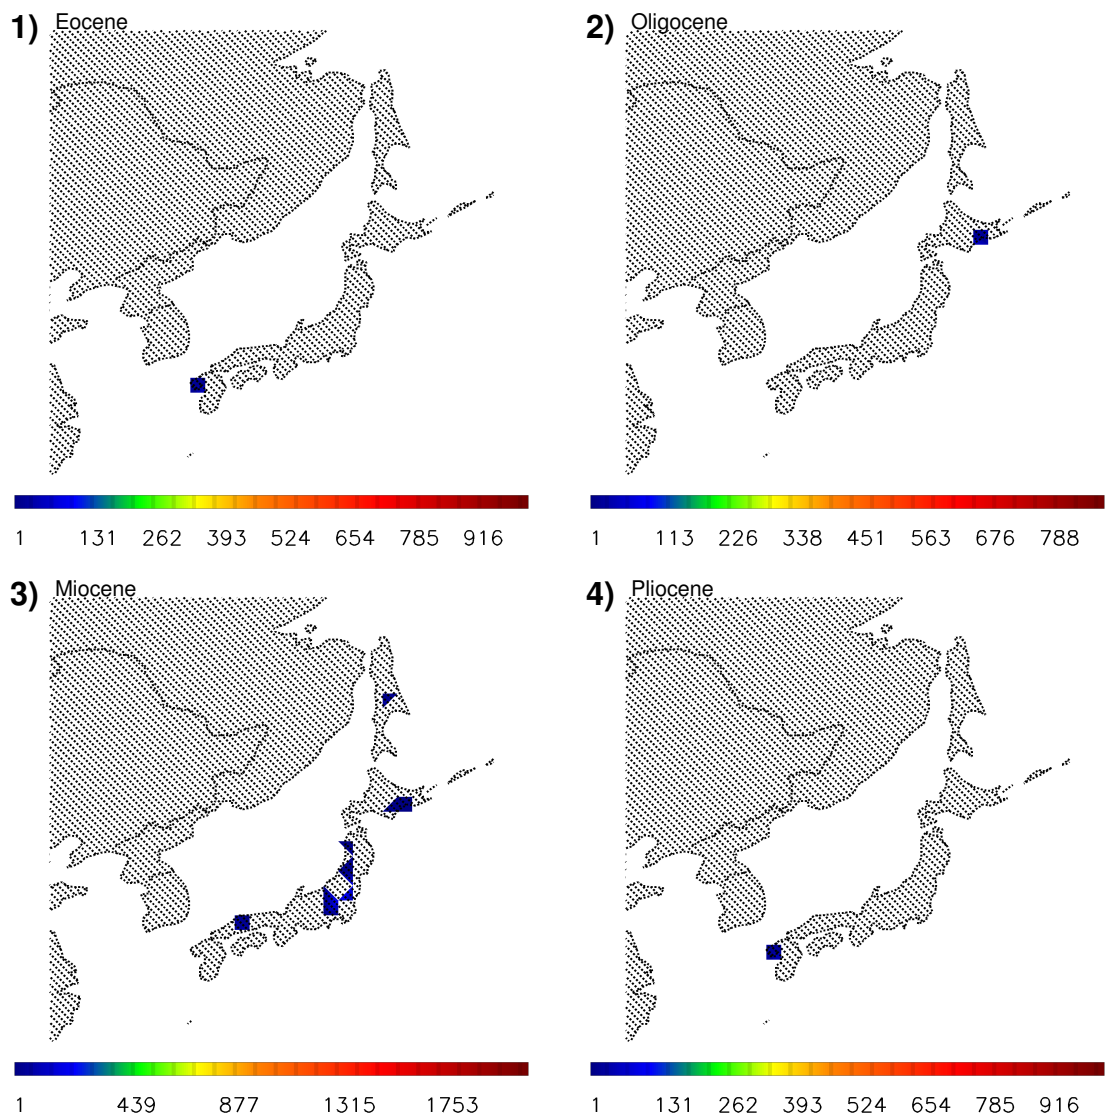 1) Eocene
2) Oligocene
1 131 262 393 524 654 785 916
1 113 226 338 451 563 676 788
3) Miocene
4) Pliocene
1 439 877 1315 1753
1 131 262 393 524 654 785 916